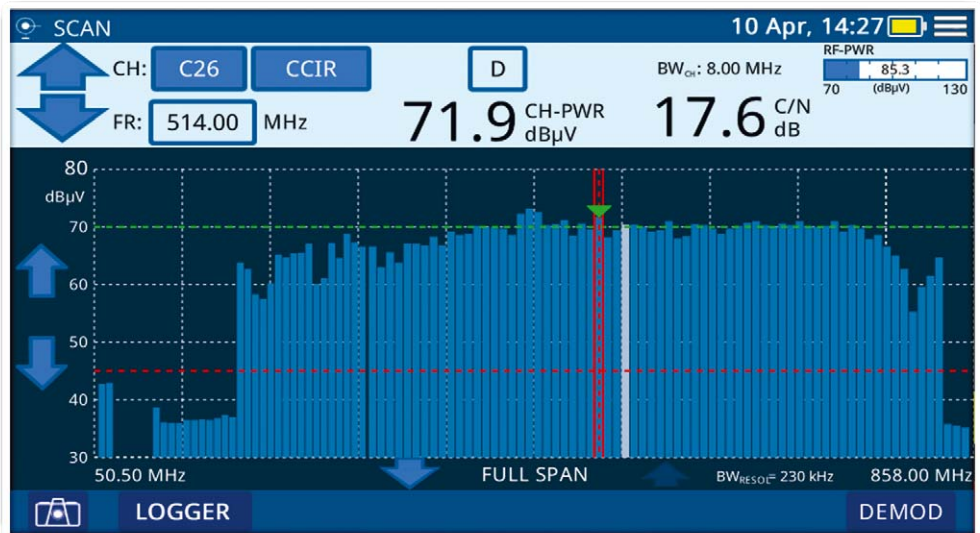 SCAN 10 Apr, 14:27
CH: C26 CCIR D BWCH: 8.00 MHz RF-PWR
85.3
70 (dBµV) 130
FR: 514.00 MHz 71.9 CH-PWR dBµV 17.6 C/N dB
80
dBµV
70
60
50
40
30
50.50 MHz FULL SPAN BWRESOL= 230 kHz 858.00 MHz
LOGGER DEMOD